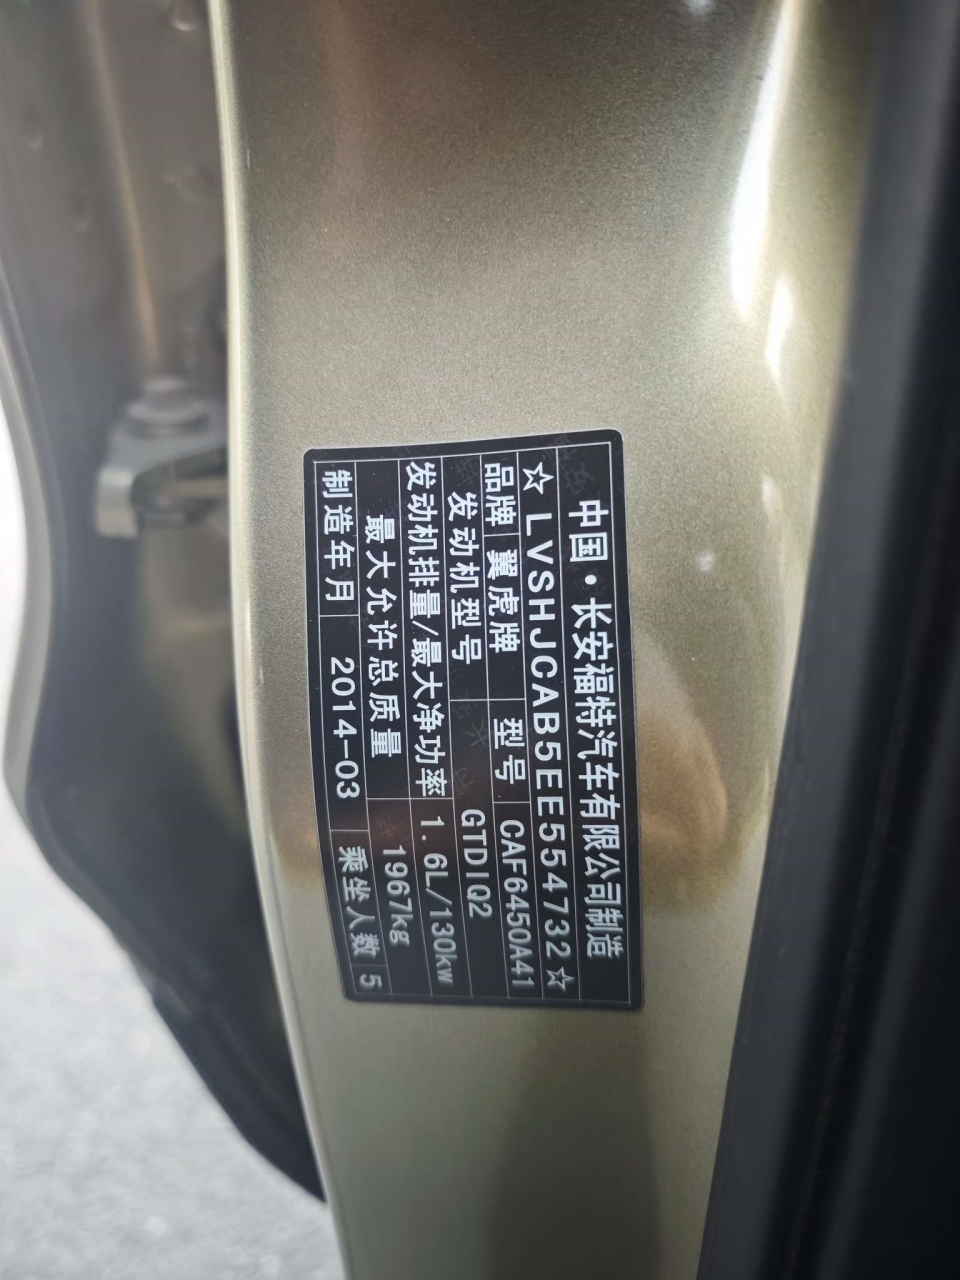 中国·长安福特汽车有限公司制造
☆LVSHJCAB5EE554732☆
品牌 翼虎牌 型号 CAF6450A41
发动机型号 GTDIQ2
发动机排量/最大净功率 1.6L/130kw
最大允许总质量 1967kg
制造年月 2014-03 乘坐人数 5